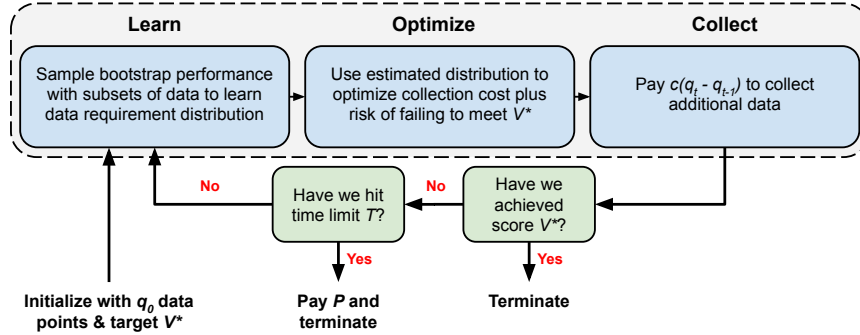 Learn
Optimize
Collect
Sample bootstrap performance
with subsets of data to learn
data requirement distribution
Use estimated distribution to
optimize collection cost plus
risk of failing to meet V*
Pay c(qₜ - qₜ₋₁) to collect
additional data
No
Have we hit
time limit T?
No
Have we
achieved
score V*?
Yes
Yes
Initialize with q₀ data
points & target V*
Pay P and
terminate
Terminate